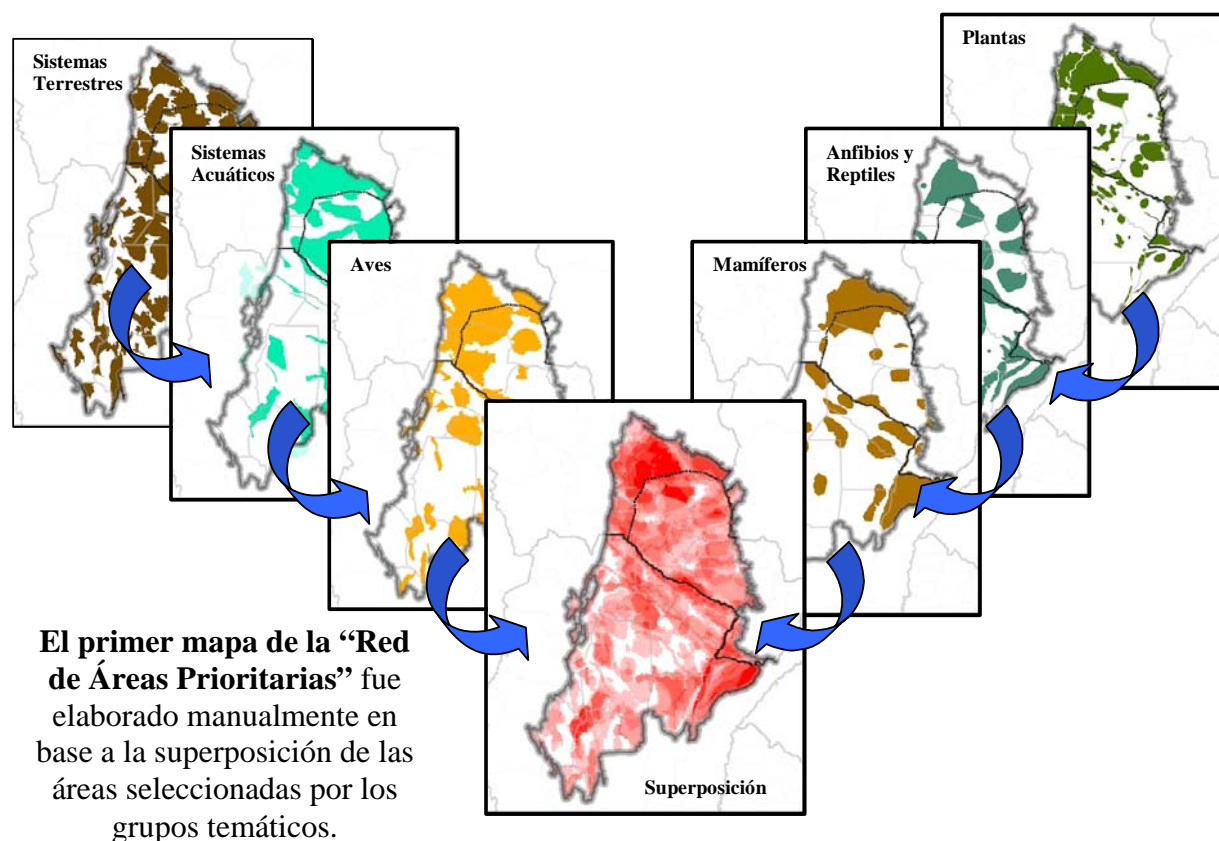 Sistemas
Terrestres
Sistemas
Acuáticos
Aves
Plantas
Anfibios y
Reptiles
Mamíferos
Superposición
El primer mapa de la “Red
de Áreas Prioritarias” fue
elaborado manualmente en
base a la superposición de las
áreas seleccionadas por los
grupos temáticos.